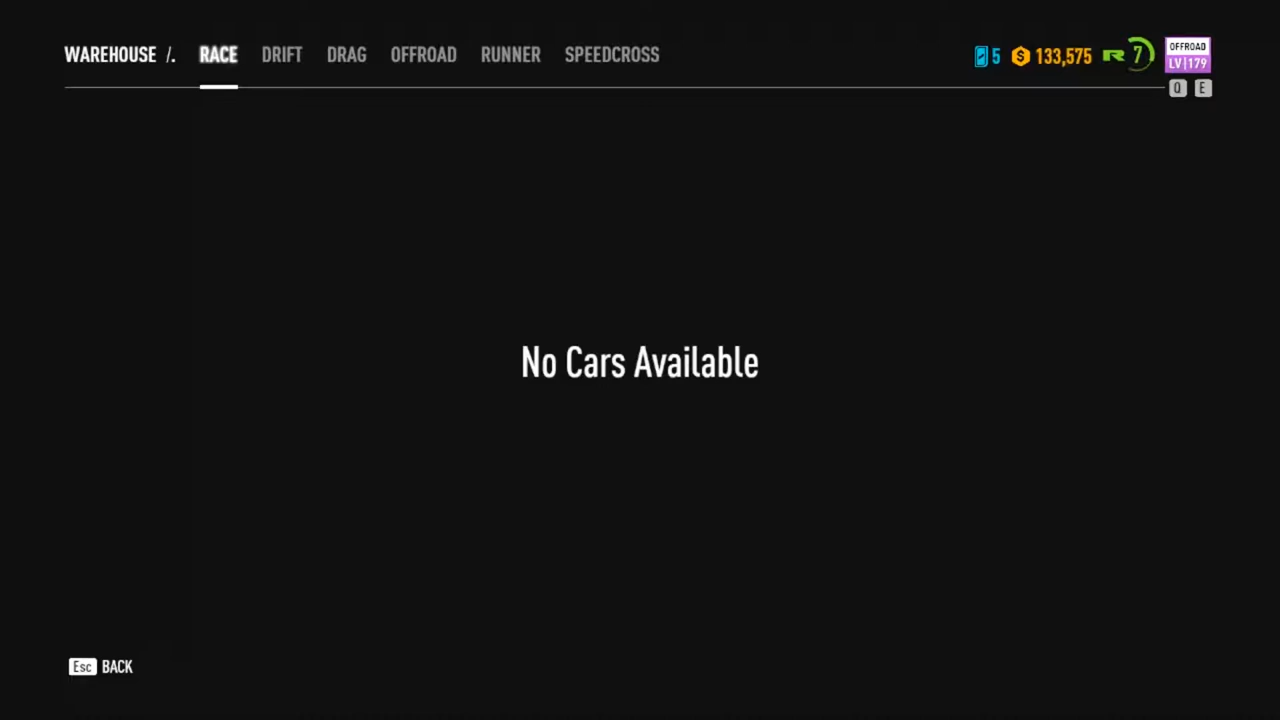 WAREHOUSE /. RACE DRIFT DRAG OFFROAD RUNNER SPEEDCROSS 5 133,575 R 7 OFFROAD
LV|179
Q E
No Cars Available
Esc BACK